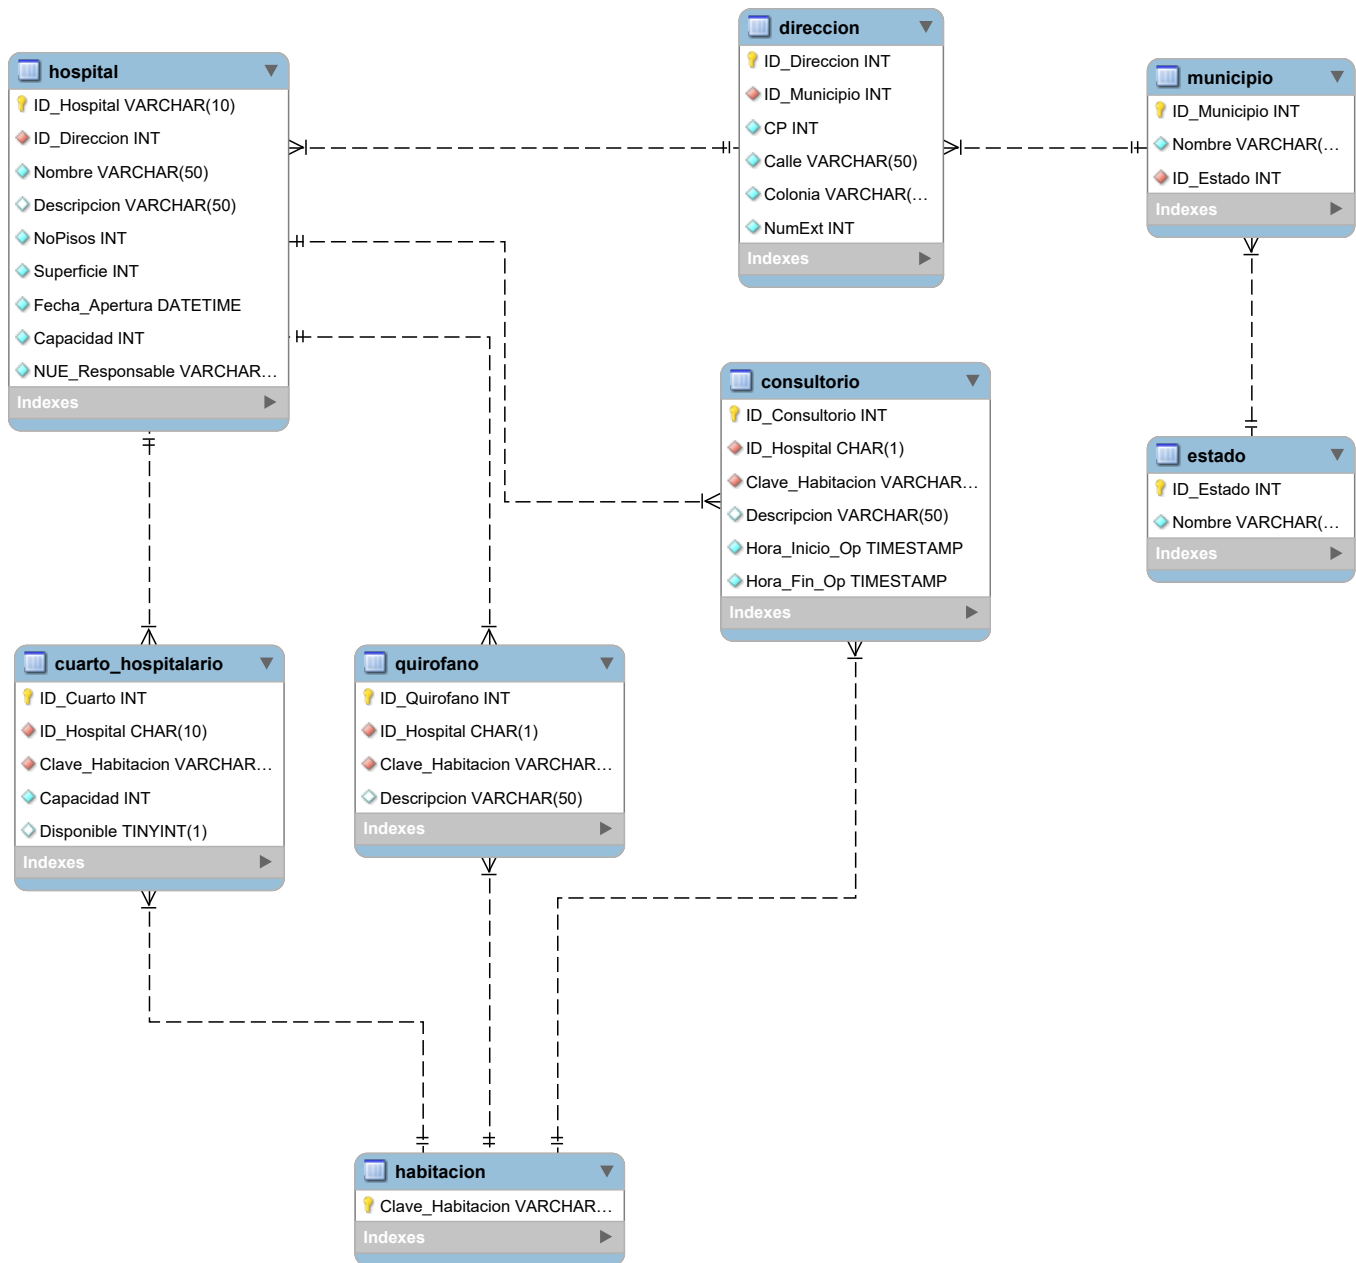 hospital
ID_Hospital VARCHAR(10)
ID_Direccion INT
Nombre VARCHAR(50)
Descripcion VARCHAR(50)
NoPisos INT
Superficie INT
Fecha_Apertura DATETIME
Capacidad INT
NUE_Responsable VARCHAR...
Indexes
direccion
ID_Direccion INT
ID_Municipio INT
CP INT
Calle VARCHAR(50)
Colonia VARCHAR(...
NumExt INT
Indexes
municipio
ID_Municipio INT
Nombre VARCHAR(...
ID_Estado INT
Indexes
consultorio
ID_Consultorio INT
ID_Hospital CHAR(1)
Clave_Habitacion VARCHAR...
Descripcion VARCHAR(50)
Hora_Inicio_Op TIMESTAMP
Hora_Fin_Op TIMESTAMP
Indexes
estado
ID_Estado INT
Nombre VARCHAR(...
Indexes
cuarto_hospitalario
ID_Cuarto INT
ID_Hospital CHAR(10)
Clave_Habitacion VARCHAR...
Capacidad INT
Disponible TINYINT(1)
Indexes
quirofano
ID_Quirofano INT
ID_Hospital CHAR(1)
Clave_Habitacion VARCHAR...
Descripcion VARCHAR(50)
Indexes
habitacion
Clave_Habitacion VARCHAR...
Indexes